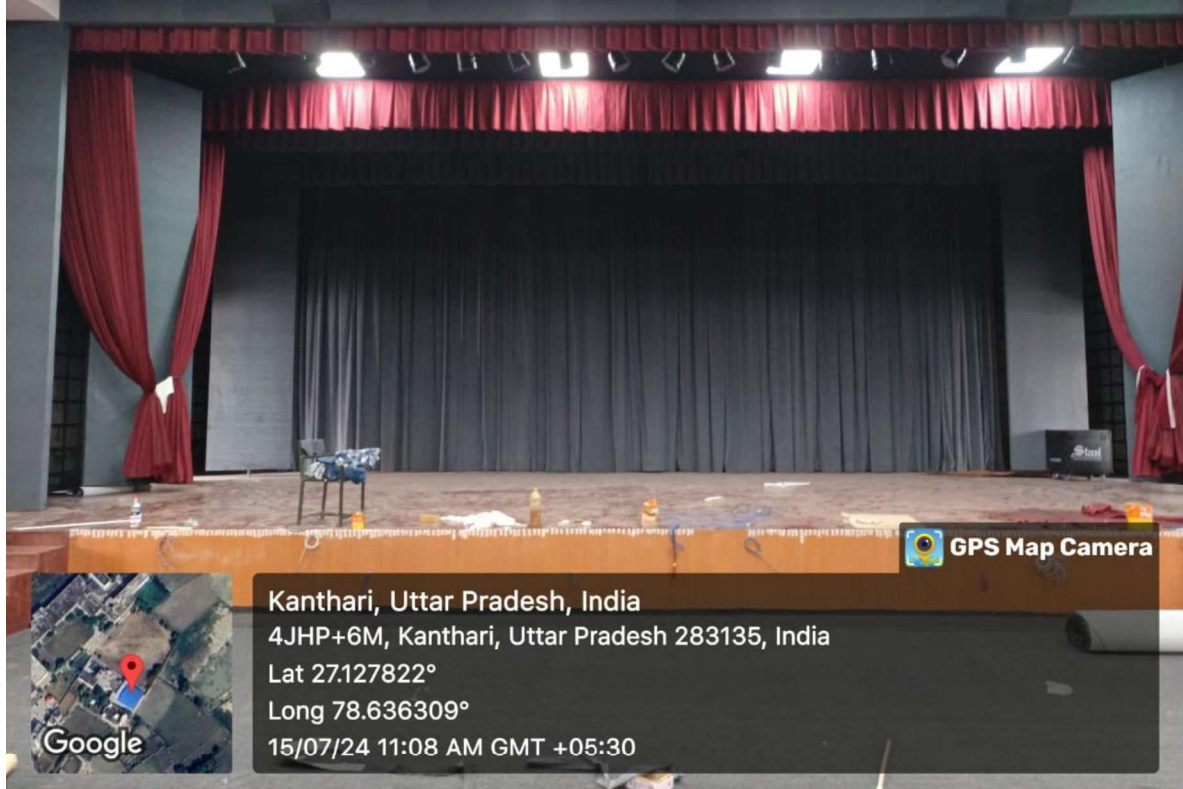 GPS Map Camera
Kanthari, Uttar Pradesh, India
4JHP+6M, Kanthari, Uttar Pradesh 283135, India
Lat 27.127822°
Long 78.636309°
15/07/24 11:08 AM GMT +05:30
Google